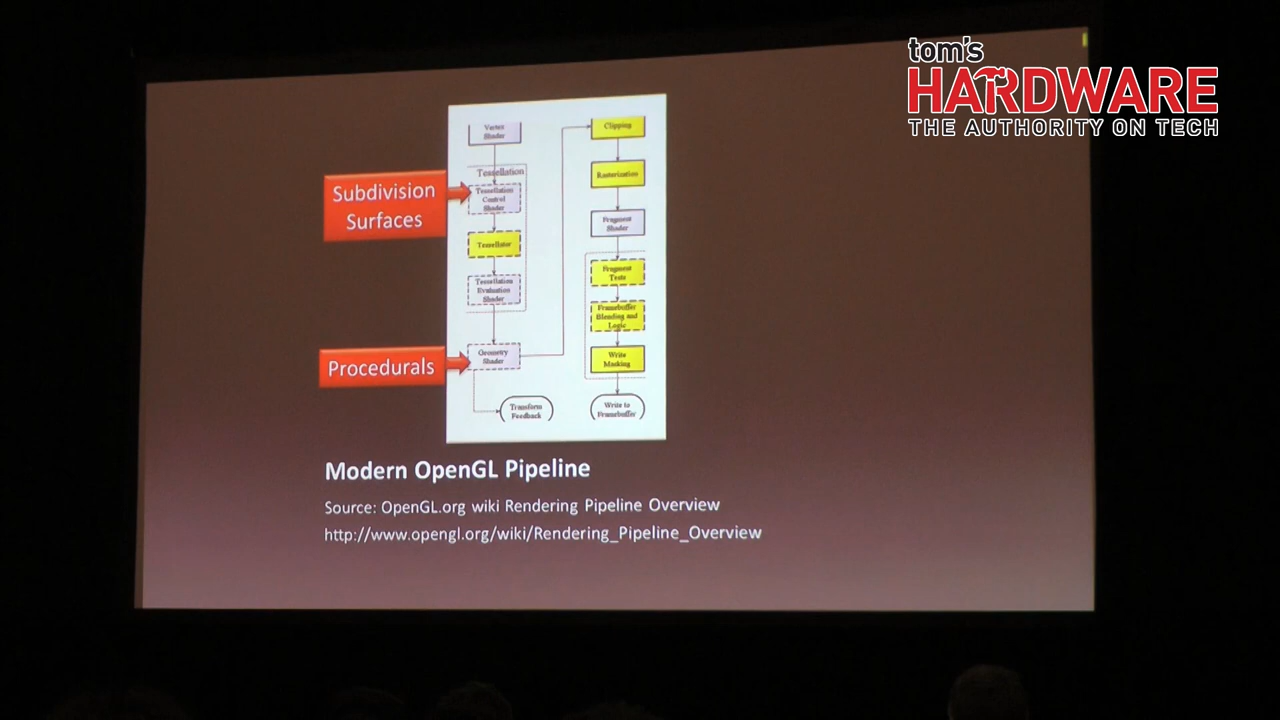 tom's
HARDWARE
THE AUTHORITY ON TECH
Subdivision
Surfaces
Procedurals
Vertex
Shader
Tessellation
Tessellation
Control
Shader
Tessellator
Tessellation
Evaluation
Shader
Geometry
Shader
Transform
Feedback
Clipping
Rasterization
Fragment
Shader
Fragment
Tests
Framebuffer
Blending and
Logic
Write
Masking
Write to
Framebuffer
Modern OpenGL Pipeline
Source: OpenGL.org wiki Rendering Pipeline Overview
http://www.opengl.org/wiki/Rendering_Pipeline_Overview